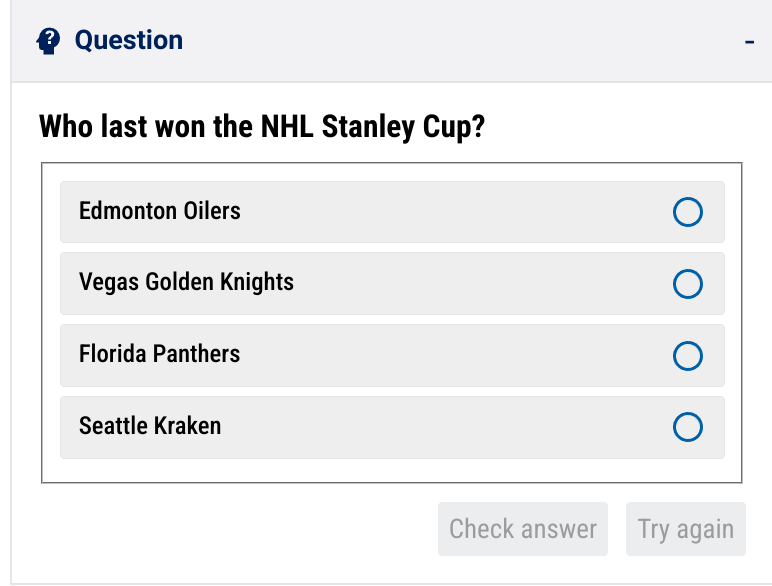 Question
-
Who last won the NHL Stanley Cup?
Edmonton Oilers
Vegas Golden Knights
Florida Panthers
Seattle Kraken
Check answer Try again